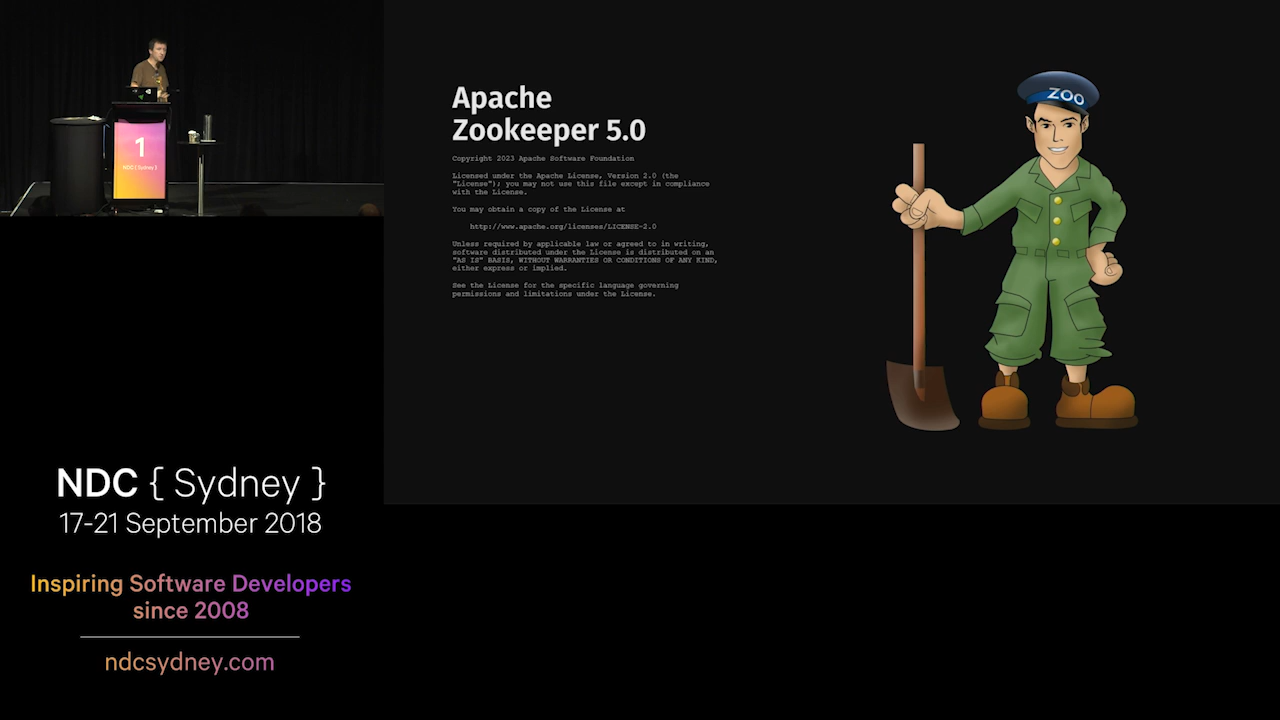 1
NDC { Sydney }
Apache
Zookeeper 5.0
Copyright 2023 Apache Software Foundation
Licensed under the Apache License, Version 2.0 (the
"License"); you may not use this file except in compliance
with the License.
You may obtain a copy of the License at
http://www.apache.org/licenses/LICENSE-2.0
Unless required by applicable law or agreed to in writing,
software distributed under the License is distributed on an
"AS IS" BASIS, WITHOUT WARRANTIES OR CONDITIONS OF ANY KIND,
either express or implied.
See the License for the specific language governing
permissions and limitations under the License.
ZOO
NDC { Sydney }
17-21 September 2018
Inspiring Software Developers
since 2008
ndcsydney.com